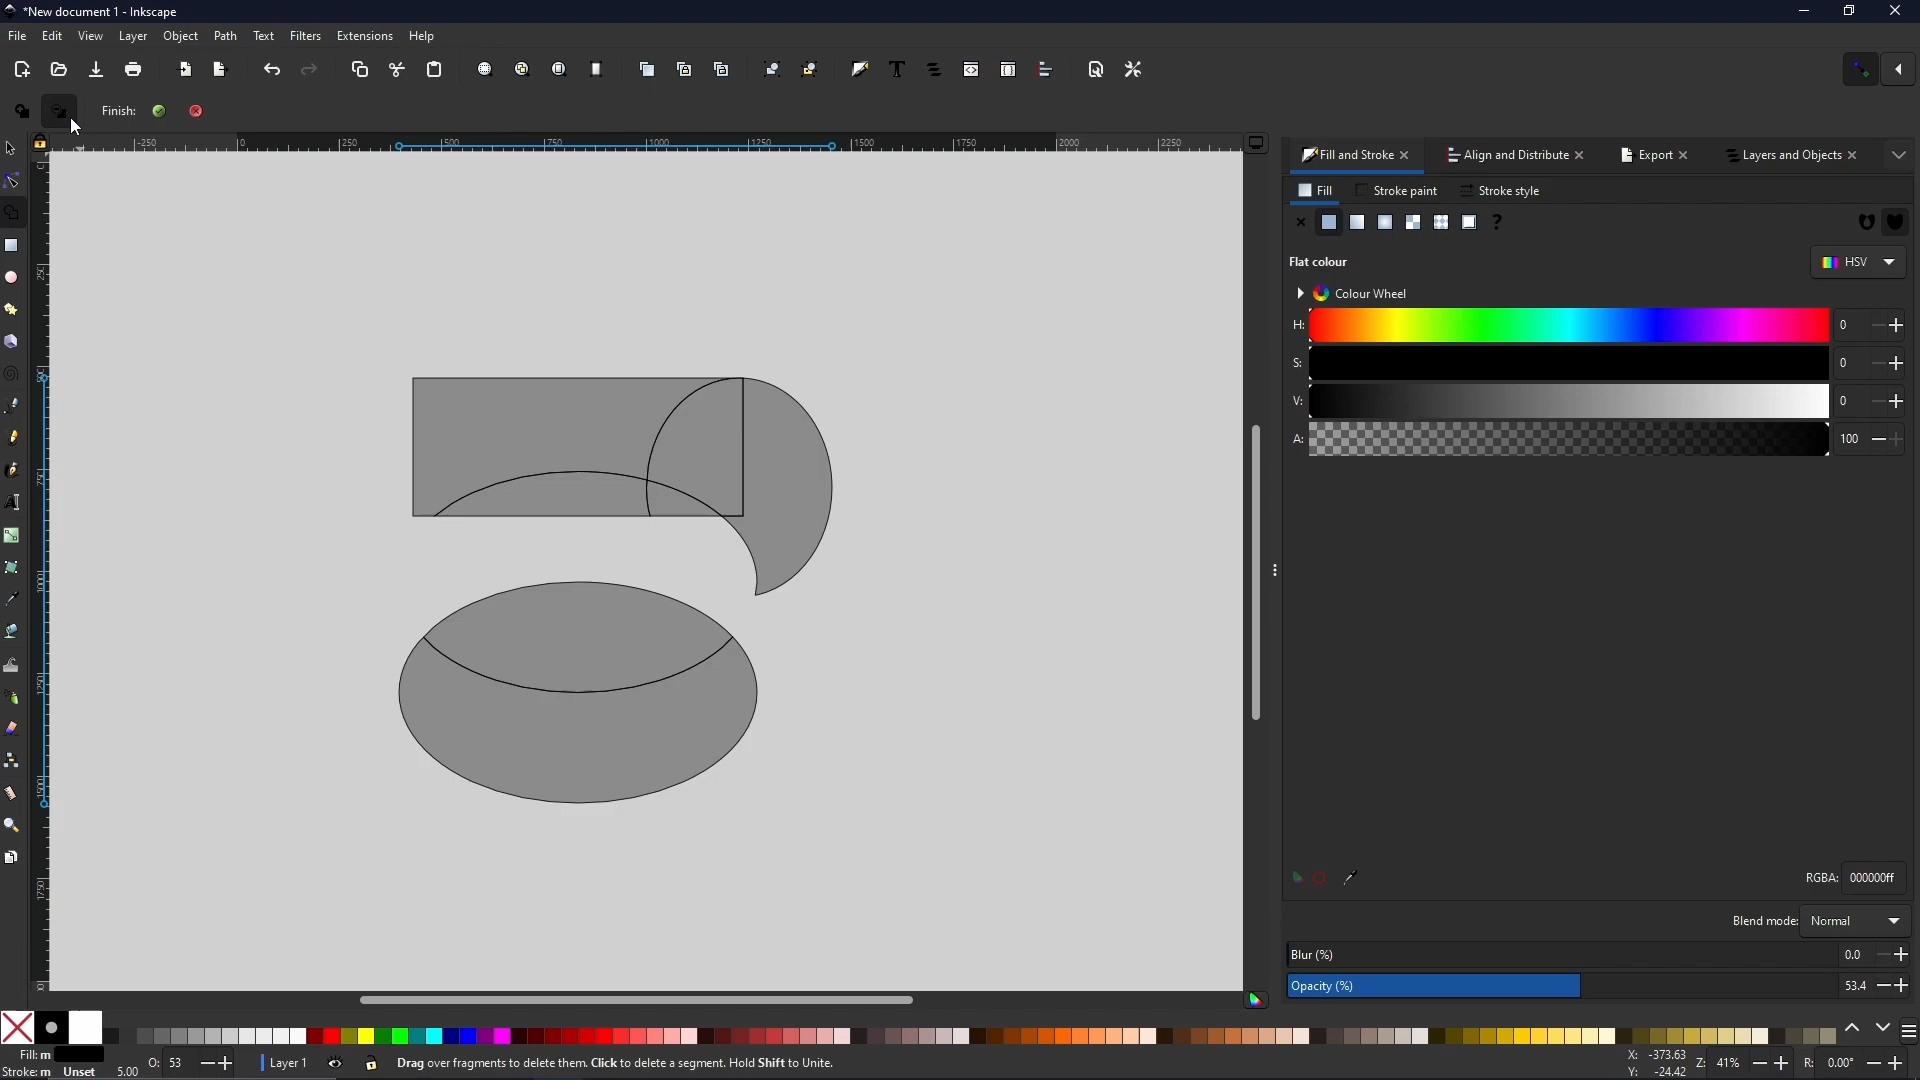 *New document 1 - Inkscape
File Edit View Layer Object Path Text Filters Extensions Help
Finish:
-250 0 250 500 750 1000 1250 1500 1750 2000 2250
Fill and Stroke Align and Distribute Export Layers and Objects
Fill Stroke paint Stroke style
?
Flat colour HSV
Colour Wheel
H: 0
S: 0
V: 0
A: 100
RGBA: 000000ff
Blend mode: Normal
Blur (%) 0.0
Opacity (%) 53.4
Fill: m O: 53 Layer 1 Drag over fragments to delete them. Click to delete a segment. Hold Shift to Unite. X: -373.63 Z: 41% R: 0.00°
Stroke: m Unset 5.00 Y: -24.42